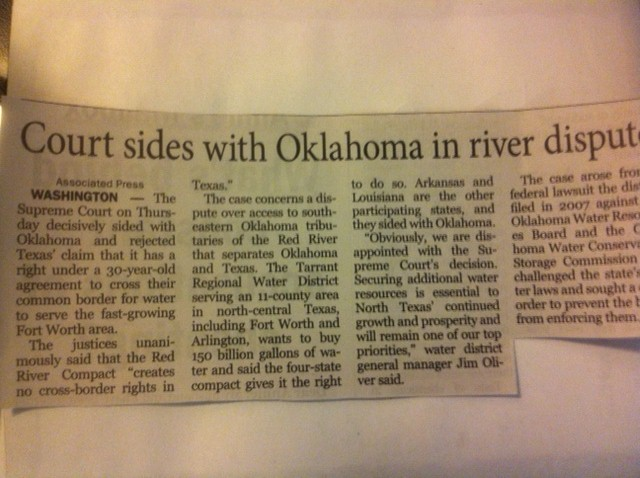 Court sides with Oklahoma in river dispute
Associated Press
WASHINGTON — The
Supreme Court on Thurs-
day decisively sided with
Oklahoma and rejected
Texas' claim that it has a
right under a 30-year-old
agreement to cross their
common border for water
to serve the fast-growing
Fort Worth area.
The justices unani-
mously said that the Red
River Compact "creates
no cross-border rights in
Texas."
The case concerns a dis-
pute over access to south-
eastern Oklahoma tribu-
taries of the Red River
that separates Oklahoma
and Texas. The Tarrant
Regional Water District
serving an 11-county area
in north-central Texas,
including Fort Worth and
Arlington, wants to buy
150 billion gallons of wa-
ter and said the four-state
compact gives it the right
to do so. Arkansas and
Louisiana are the other
participating states, and
they sided with Oklahoma.
"Obviously, we are dis-
appointed with the Su-
preme Court's decision.
Securing additional water
resources is essential to
North Texas' continued
growth and prosperity and
will remain one of our top
priorities," water district
general manager Jim Oli-
ver said.
The case arose from
federal lawsuit the dis
filed in 2007 against
Oklahoma Water Reso
es Board and the O
homa Water Conserv
Storage Commission
challenged the state's
ter laws and sought a
order to prevent the
from enforcing them.